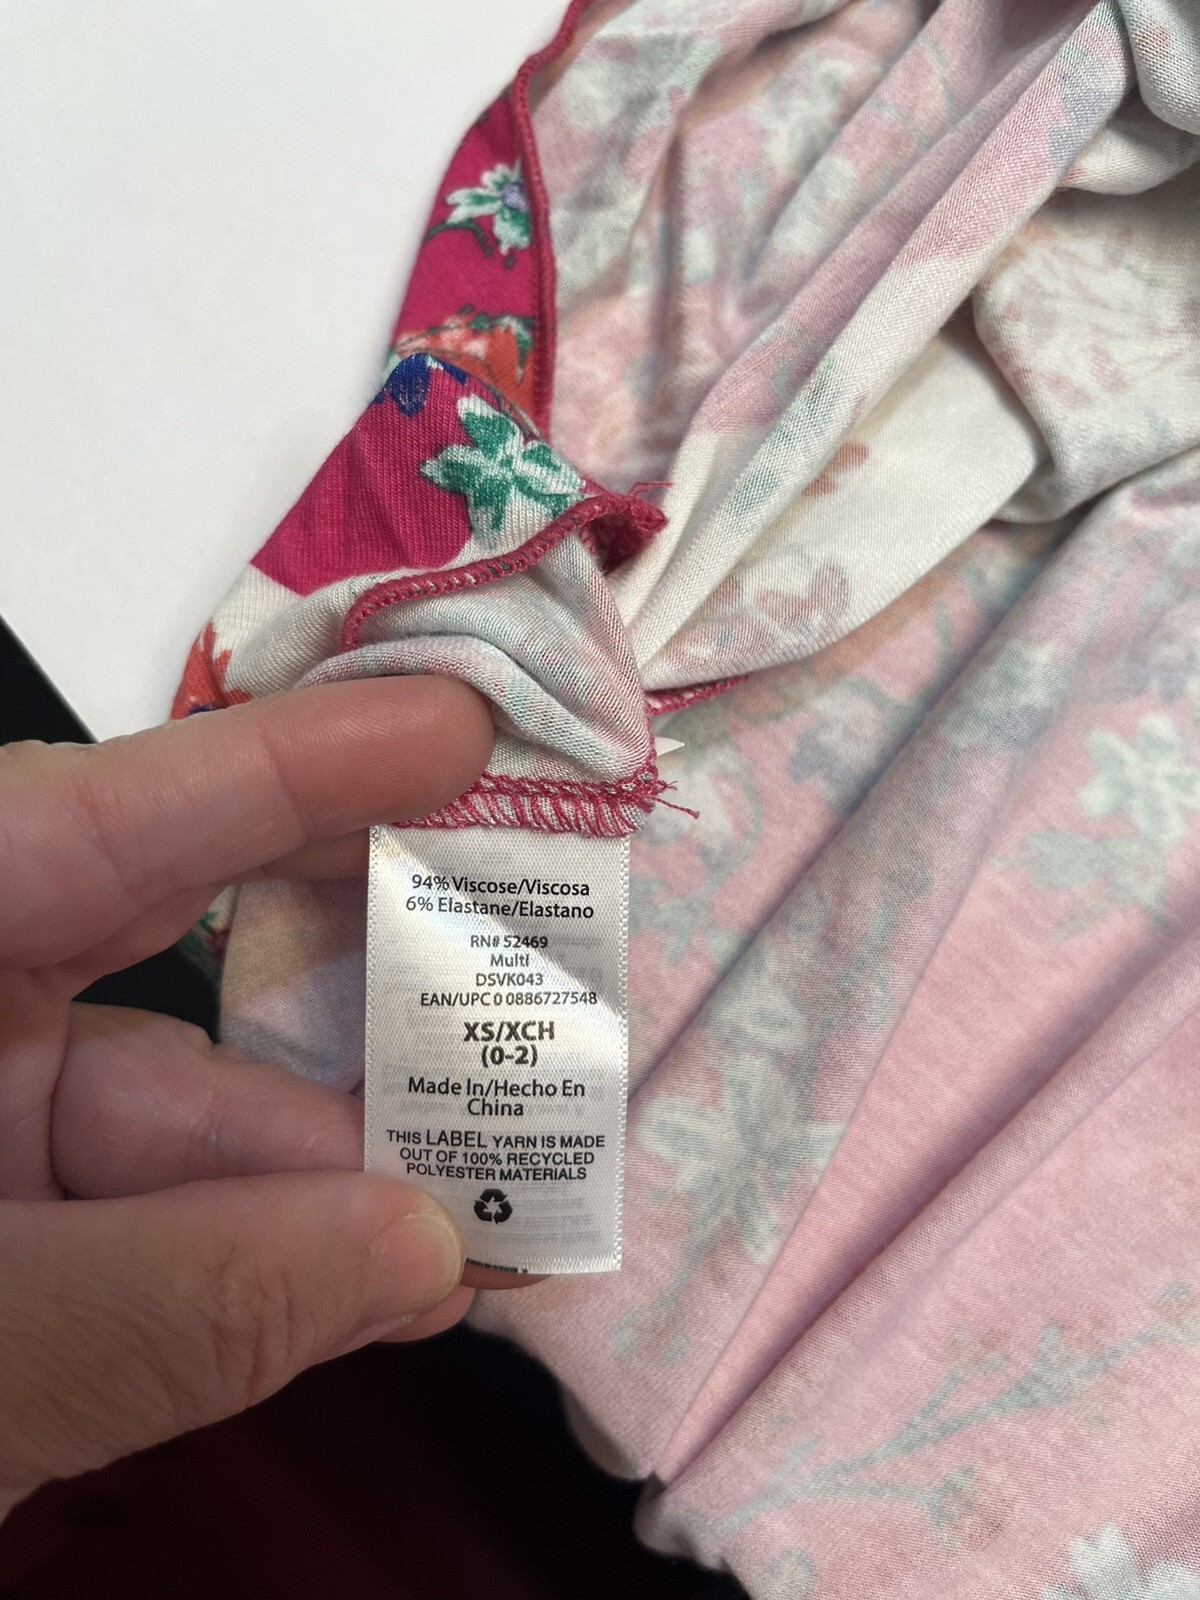 94% Viscose/Viscosa
6% Elastane/Elastano
RN# 52469
Multi
DSVK043
EAN/UPC 0 0886727548
XS/XCH
(0-2)
Made In/Hecho En
China
THIS LABEL YARN IS MADE
OUT OF 100% RECYCLED
POLYESTER MATERIALS